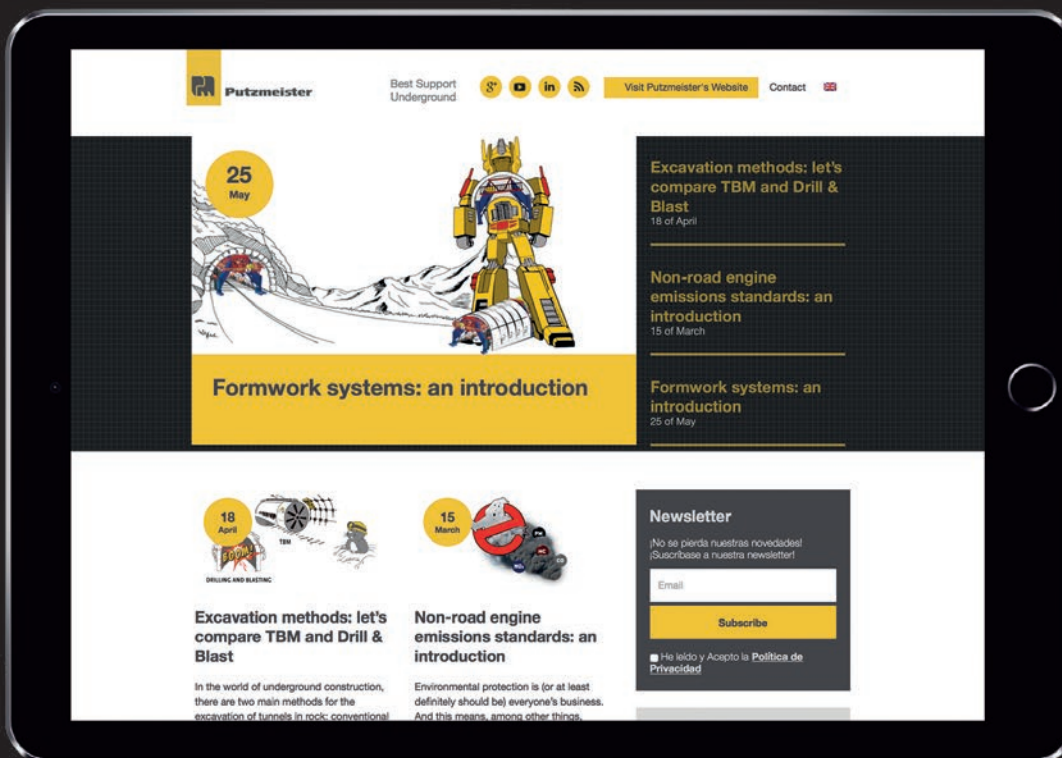 Putzmeister
Best Support
Underground
g+
in
Visit Putzmeister's Website
Contact
25
May
Formwork systems: an introduction
Excavation methods: let's
compare TBM and Drill &
Blast
18 of April
Non-road engine
emissions standards: an
introduction
15 of March
Formwork systems: an
introduction
25 of May
18
April
BOOM!
TBM
DRILLING AND BLASTING
Excavation methods: let's
compare TBM and Drill &
Blast
In the world of underground construction,
there are two main methods for the
excavation of tunnels in rock: conventional
15
March
PM
HC
CO
Non-road engine
emissions standards: an
introduction
Environmental protection is (or at least
definitely should be) everyone's business.
And this means, among other things,
Newsletter
¡No se pierda nuestras novedades!
¡Suscríbase a nuestra newsletter!
Email
Subscribe
He leído y Acepto la Política de
Privacidad